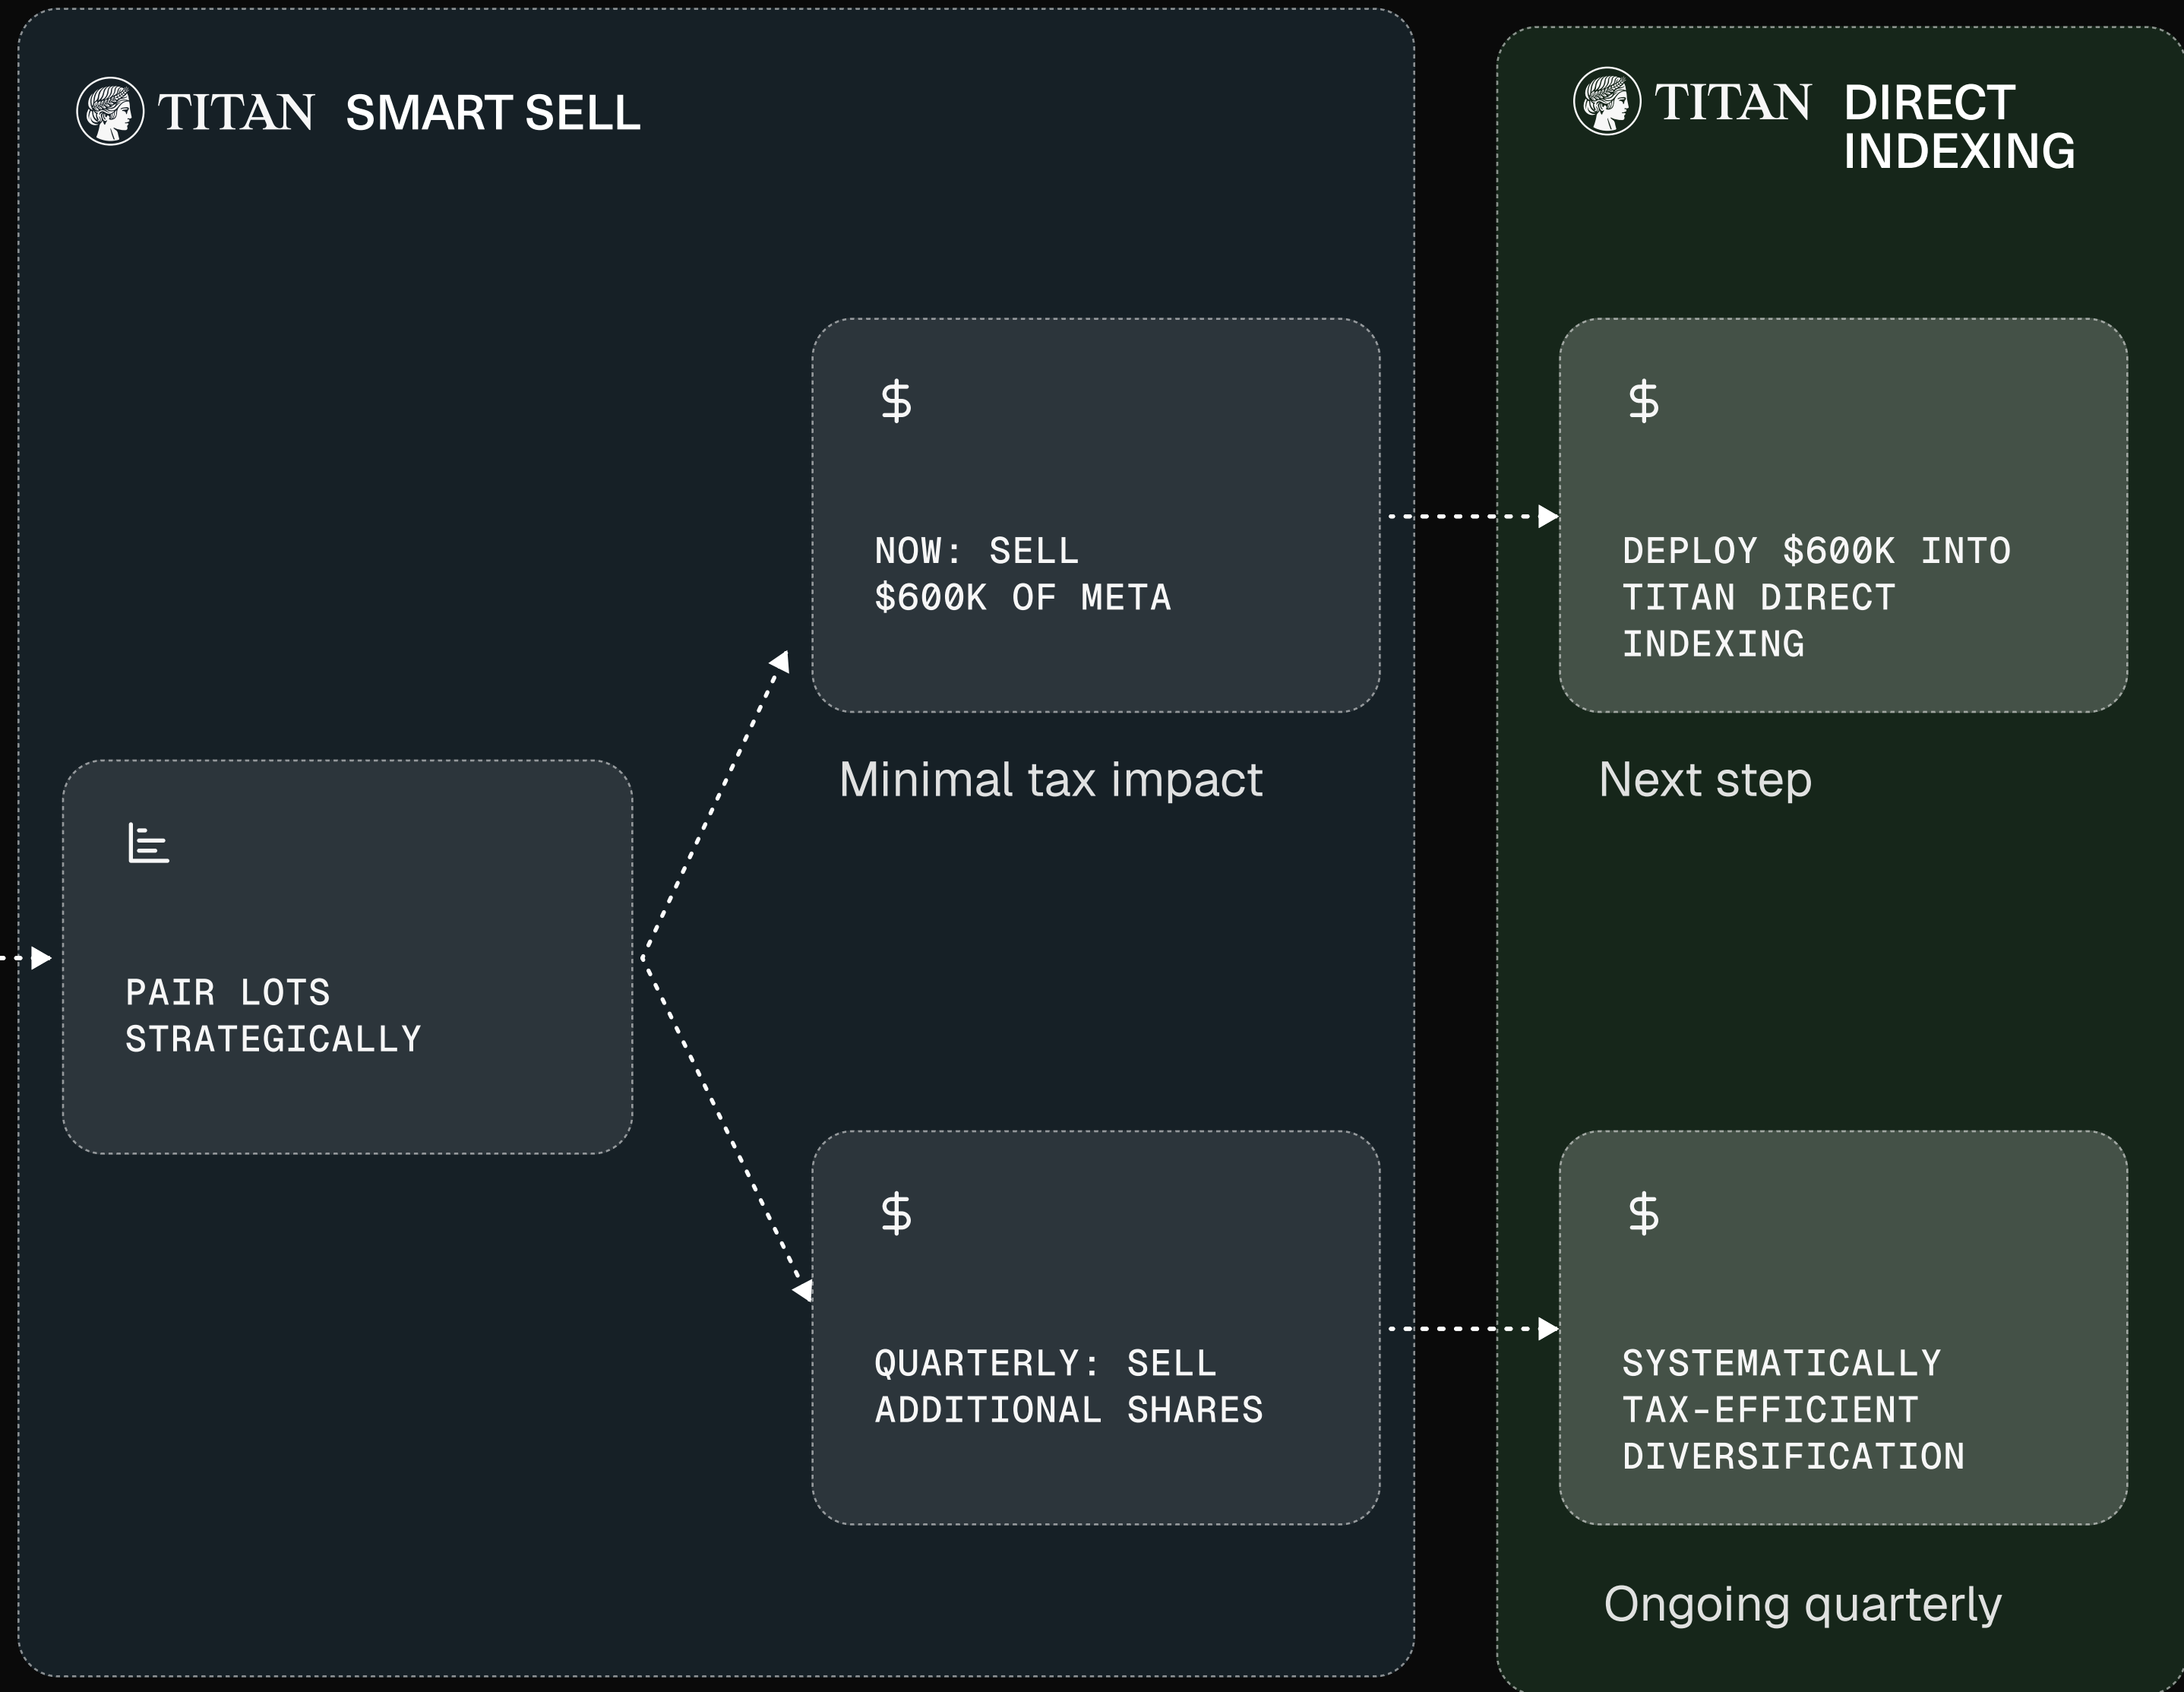 TITAN SMART SELL
NOW: SELL
$600K OF META
Minimal tax impact
PAIR LOTS
STRATEGICALLY
QUARTERLY: SELL
ADDITIONAL SHARES
TITAN DIRECT
INDEXING
DEPLOY $600K INTO
TITAN DIRECT
INDEXING
Next step
SYSTEMATICALLY
TAX-EFFICIENT
DIVERSIFICATION
Ongoing quarterly